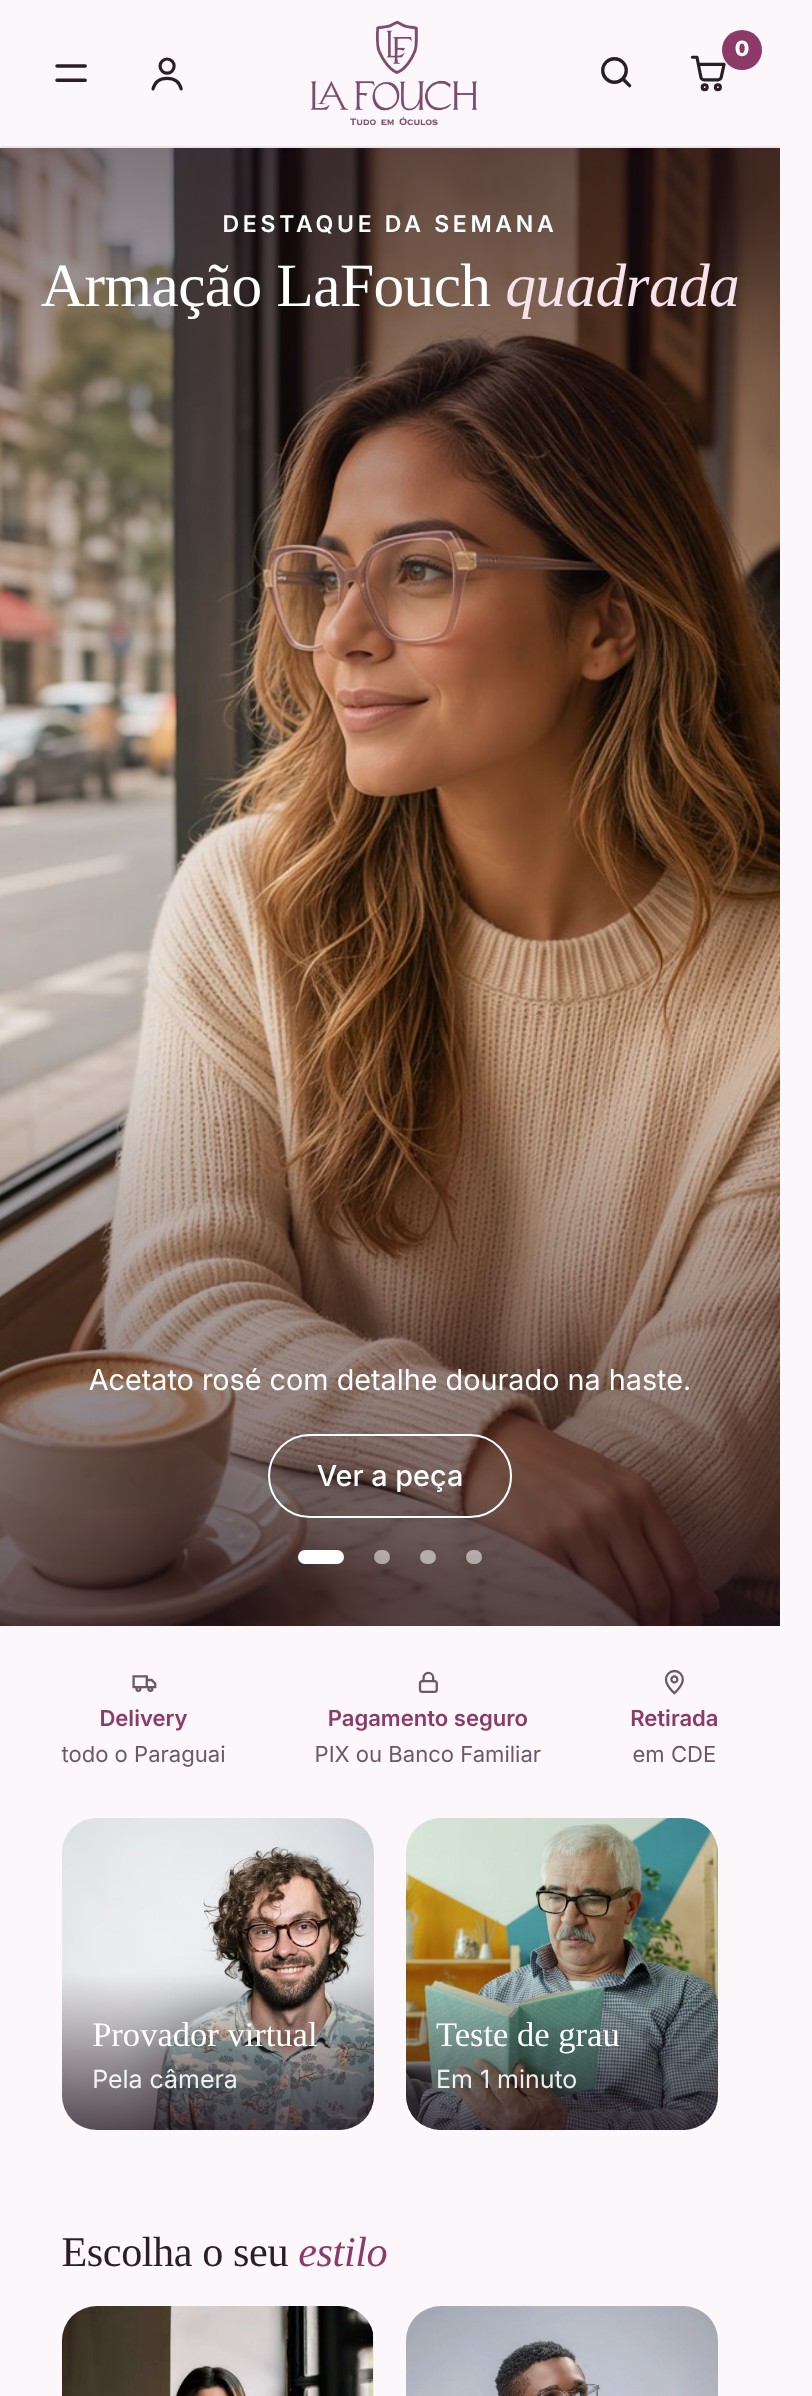 LF
LA FOUCH
TUDO EM ÓCULOS
0
DESTAQUE DA SEMANA
Armação LaFouch quadrada
Acetato rosé com detalhe dourado na haste.
Ver a peça
Delivery
todo o Paraguai
Pagamento seguro
PIX ou Banco Familiar
Retirada
em CDE
Provador virtual
Pela câmera
Teste de grau
Em 1 minuto
Escolha o seu estilo